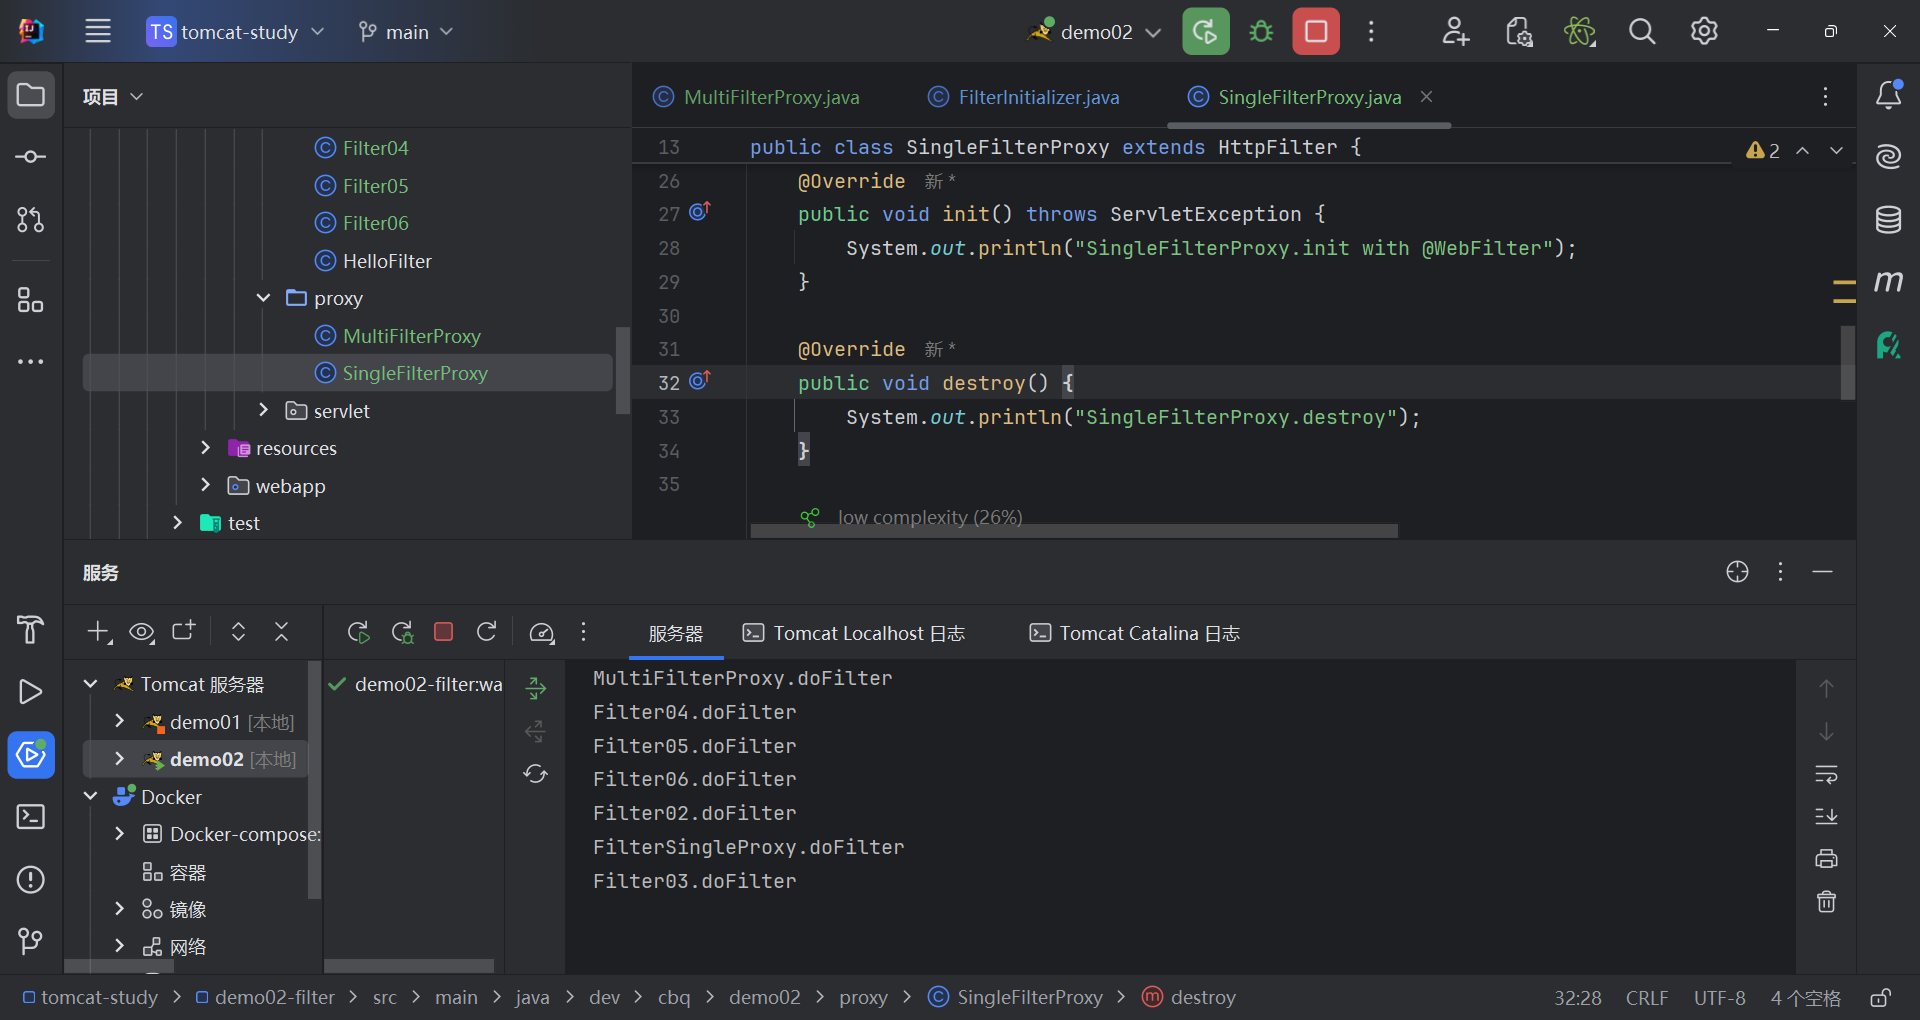 TS tomcat-study main demo02
项目
MultiFilterProxy.java FilterInitializer.java SingleFilterProxy.java
Filter04
Filter05
Filter06
HelloFilter
proxy
MultiFilterProxy
SingleFilterProxy
servlet
resources
webapp
test
13 public class SingleFilterProxy extends HttpFilter {
2
26 @Override 新 *
27 public void init() throws ServletException {
28 System.out.println("SingleFilterProxy.init with @WebFilter");
29 }
30
31 @Override 新 *
32 public void destroy() {
33 System.out.println("SingleFilterProxy.destroy");
34 }
35
low complexity (26%)
服务
服务器 Tomcat Localhost 日志 Tomcat Catalina 日志
Tomcat 服务器
demo01 [本地]
demo02 [本地]
Docker
Docker-compose:
容器
镜像
网络
demo02-filter:wa
MultiFilterProxy.doFilter
Filter04.doFilter
Filter05.doFilter
Filter06.doFilter
Filter02.doFilter
FilterSingleProxy.doFilter
Filter03.doFilter
tomcat-study > demo02-filter > src > main > java > dev > cbq > demo02 > proxy > SingleFilterProxy > destroy
32:28 CRLF UTF-8 4 个空格